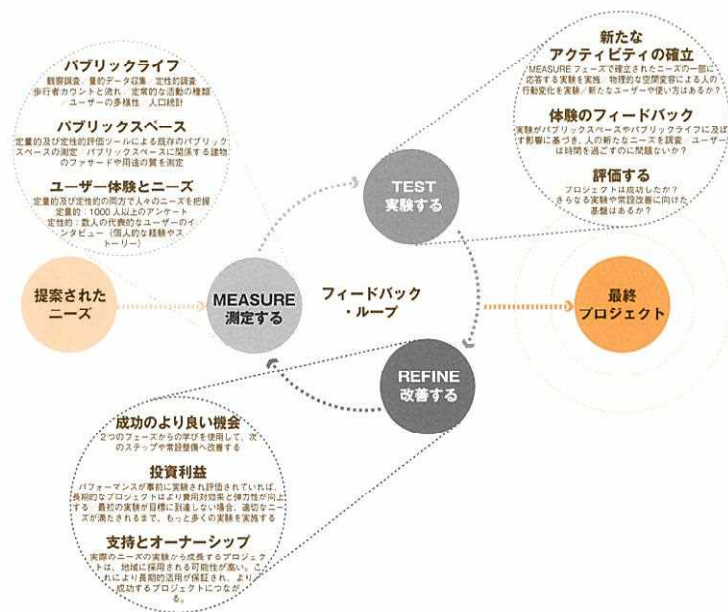 パブリックライフ
観察調査／量的データ収集／定性的調査
歩行者カウントと流れ／定常的な活動の種類
／ユーザーの多様性／人口統計
パブリックスペース
定量的及び定性的評価ツールによる既存のパブリック
スペースの測定／パブリックスペースに関係する建物
のファサードや用途の質を測定
ユーザー体験とニーズ
定量的及び定性的の両方で人々のニーズを把握
定量的：1000人以上のアンケート
定性的：数人の代表的なユーザーのイ
ンタビュー（個人的な経験やス
トーリー）
新たな
アクティビティの確立
MEASUREフェーズで確立されたニーズの一部に
応答する実験を実施／物理的な空間変容による人の
行動変化を実験／新たなユーザーや使い方はあるか？
体験のフィードバック
実験がパブリックスペースやパブリックライフに及ぼ
す影響に基づき、人の新たなニーズを調査／ユーザー
は時間を過ごすのに問題ないか？
評価する
プロジェクトは成功したか？
さらなる実験や常設改善に向けた
基盤はあるか？
TEST
実験する
提案された
ニーズ
MEASURE
測定する
フィードバック
・ループ
最終
プロジェクト
REFINE
改善する
成功のより良い機会
2つのフェーズからの学びを使用して、次
のステップや常設整備へ改善する
投資利益
パフォーマンスが事前に実験され評価されていれば、
長期的なプロジェクトはより費用対効果と弾力性が向上
する／最初の実験が目標に到達しない場合、適切なニー
ズが満たされるまで、もっと多くの実験を実施する
支持とオーナーシップ
実際のニーズの実験から成長するプロジェク
トは、地域に採用される可能性が高い。こ
れにより長期的活用が保証され、より
成功するプロジェクトにつなが
る。